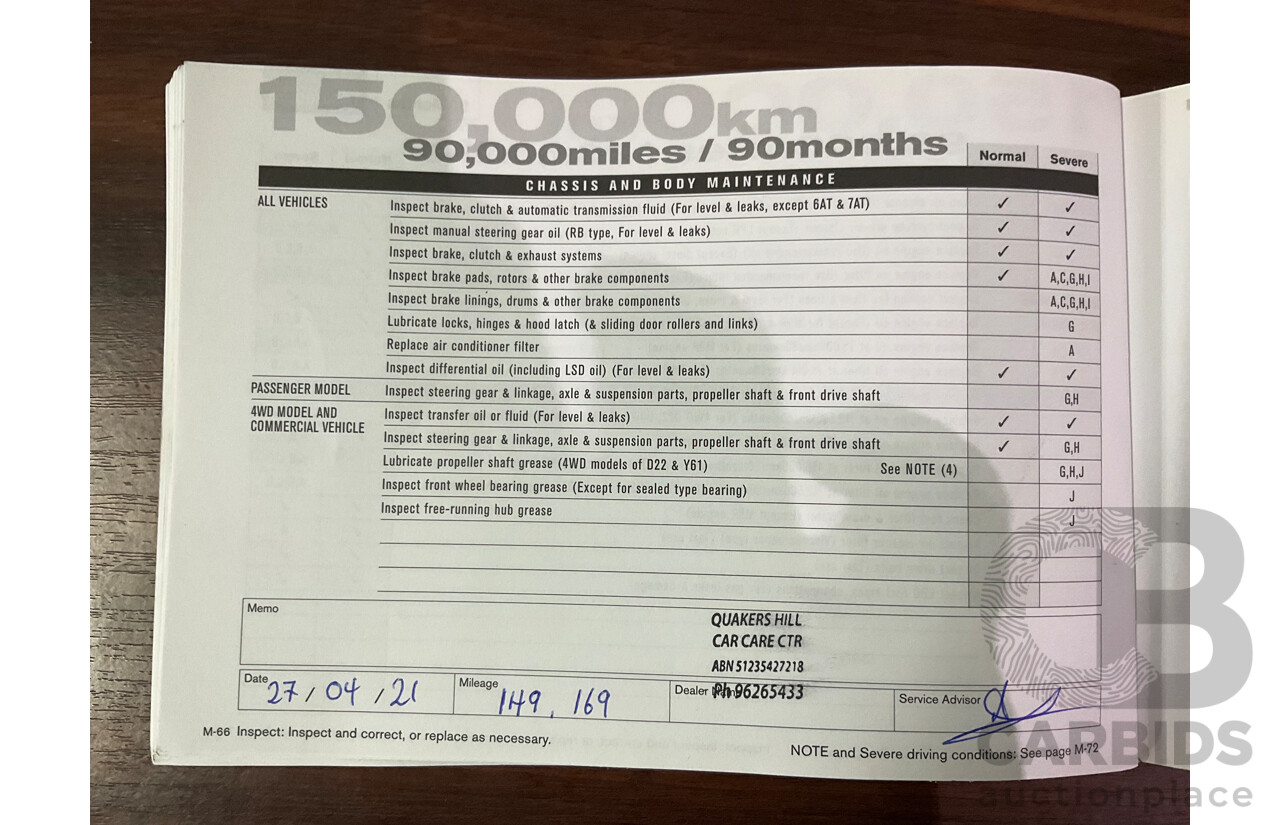 150,000km
90,000miles / 90months
Normal Severe
CHASSIS AND BODY MAINTENANCE
ALL VEHICLES Inspect brake, clutch & automatic transmission fluid (For level & leaks, except 6AT & 7AT) ✓ ✓
Inspect manual steering gear oil (RB type, For level & leaks) ✓ ✓
Inspect brake, clutch & exhaust systems ✓ ✓
Inspect brake pads, rotors & other brake components ✓ A,C,G,H,I
Inspect brake linings, drums & other brake components A,C,G,H,I
Lubricate locks, hinges & hood latch (& sliding door rollers and links) G
Replace air conditioner filter A
Inspect differential oil (including LSD oil) (For level & leaks) ✓ ✓
PASSENGER MODEL Inspect steering gear & linkage, axle & suspension parts, propeller shaft & front drive shaft G,H
4WD MODEL AND Inspect transfer oil or fluid (For level & leaks) ✓ ✓
COMMERCIAL VEHICLE Inspect steering gear & linkage, axle & suspension parts, propeller shaft & front drive shaft ✓ G,H
Lubricate propeller shaft grease (4WD models of D22 & Y61) See NOTE (4) G,H,J
Inspect front wheel bearing grease (Except for sealed type bearing) J
Inspect free-running hub grease J
Memo
QUAKERS HILL
CAR CARE CTR
ABN 51235427218
Date 27/04/21 Mileage 149,169 Dealer Ph 96265433 Service Advisor
M-66 Inspect: Inspect and correct, or replace as necessary.
NOTE and Severe driving conditions: See page M-72
CARBIDS
auctionplace